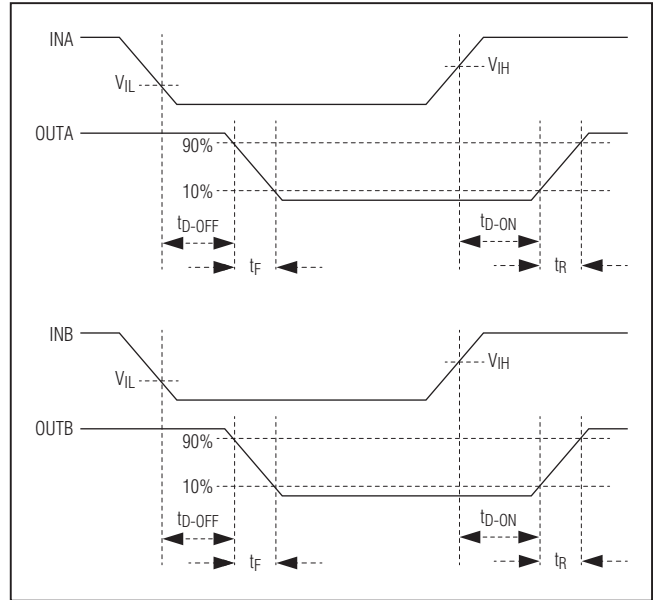 INA
VIL
VIH
OUTA
90%
10%
tD-OFF
tD-ON
tF
tR
INB
VIL
VIH
OUTB
90%
10%
tD-OFF
tD-ON
tF
tR